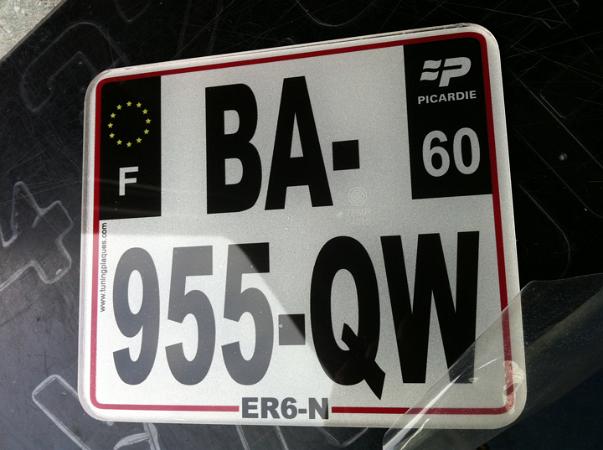 F
BA-
PICARDIE
60
www.tuningplaques.com
955-QW
ER6-N